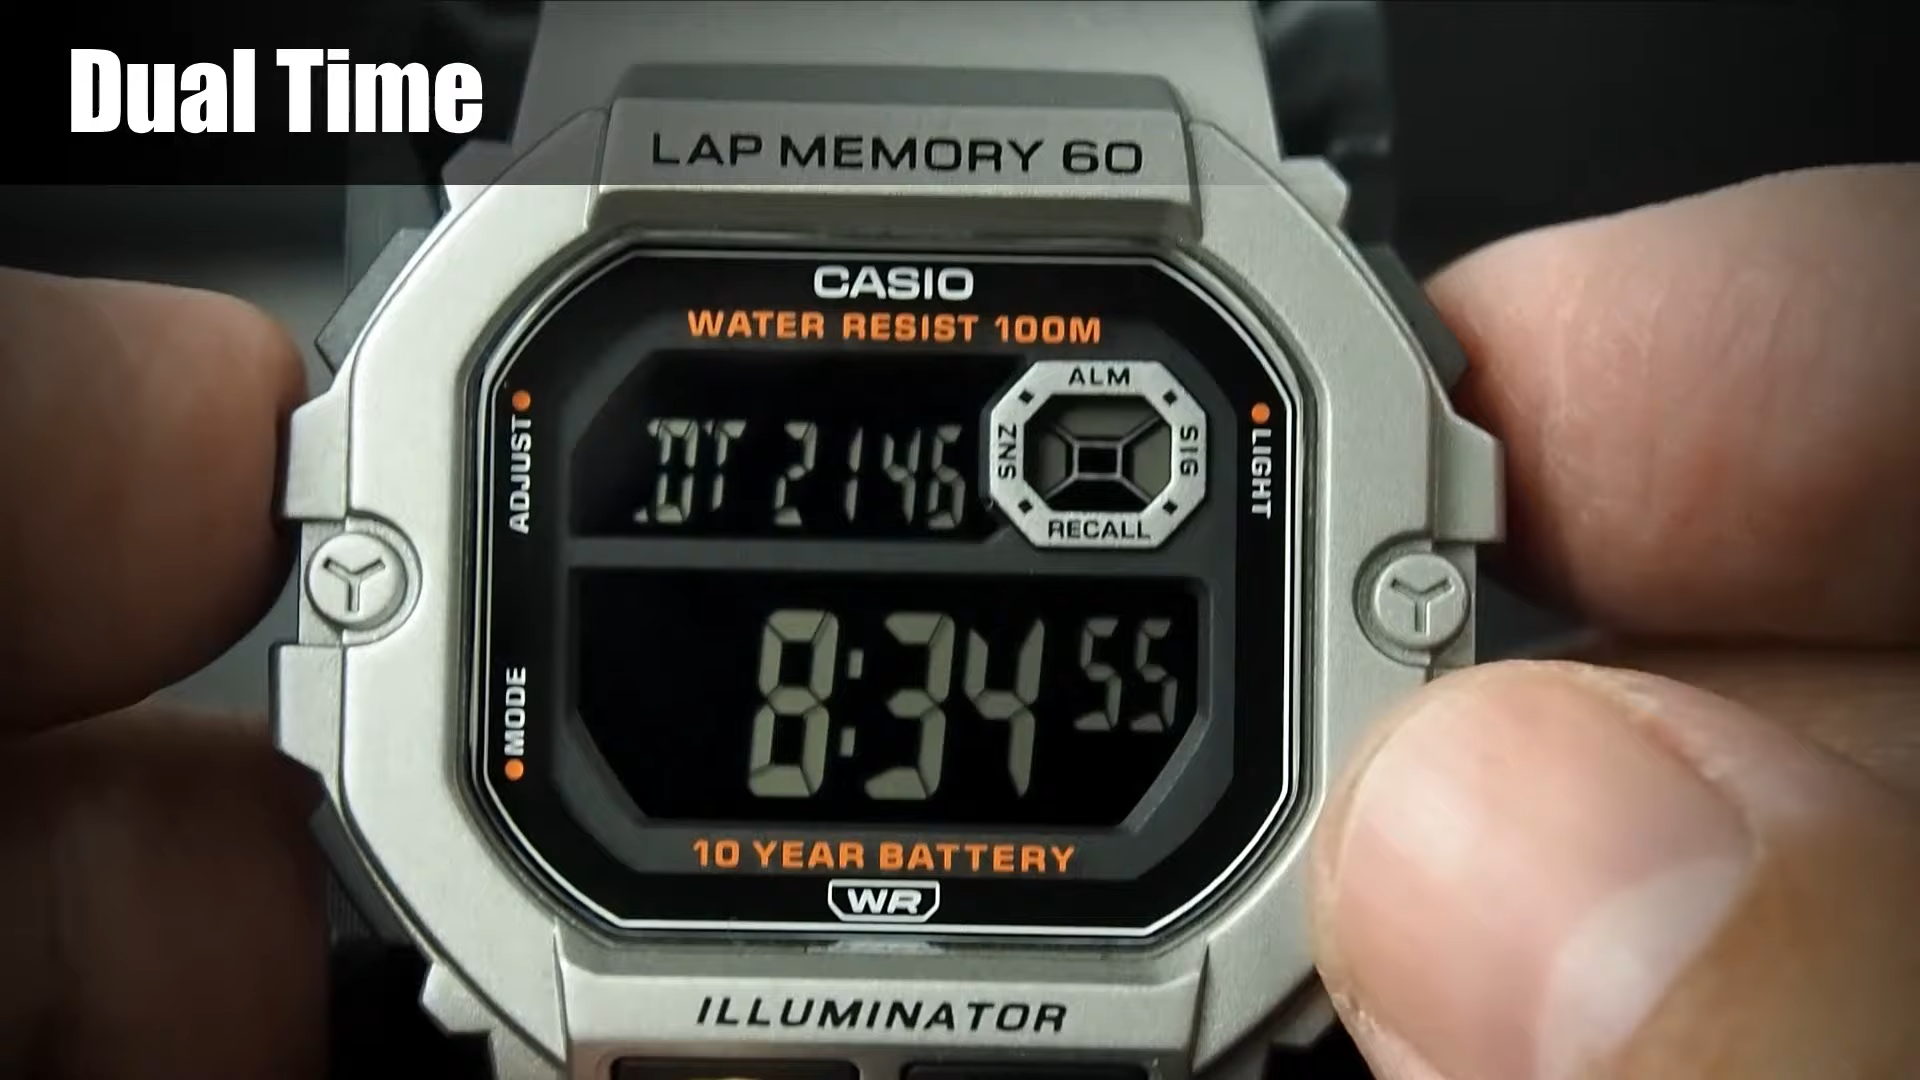 Dual Time
LAP MEMORY 60
CASIO
WATER RESIST 100M
ALM
SNZ
SIG
RECALL
ADJUST
LIGHT
DT 2146
8:34 55
MODE
10 YEAR BATTERY
WR
ILLUMINATOR